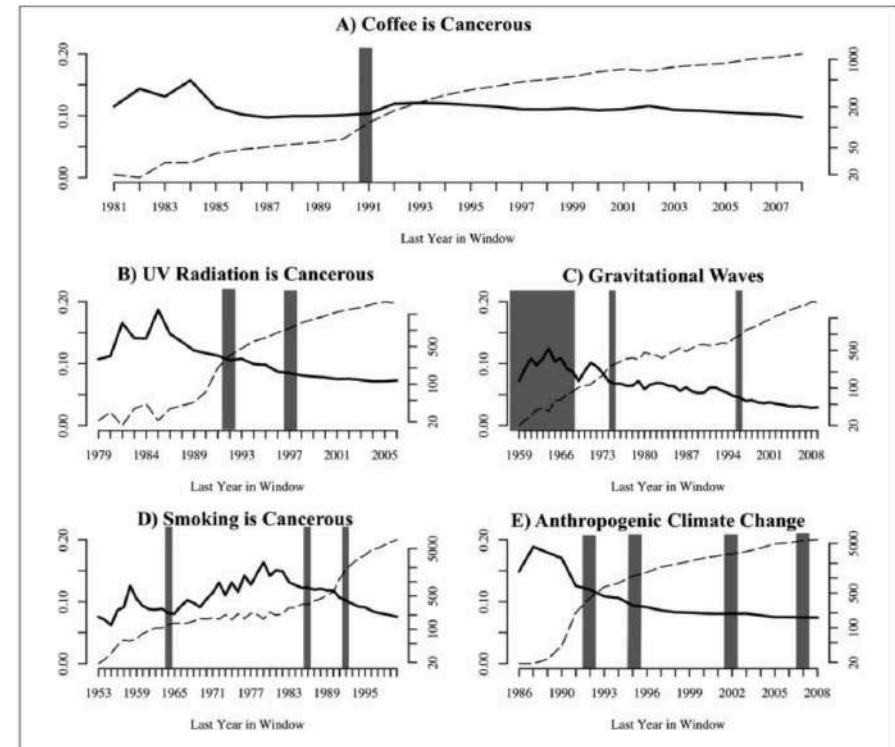 A) Coffee is Cancerous
0.20
0.10
0.00
1000
200
50
20
1981 1983 1985 1987 1989 1991 1993 1995 1997 1999 2001 2003 2005 2007
Last Year in Window
B) UV Radiation is Cancerous
0.20
0.10
0.00
500
100
20
1979 1984 1989 1993 1997 2001 2005
Last Year in Window
C) Gravitational Waves
0.20
0.10
0.00
500
100
20
1959 1966 1973 1980 1987 1994 2001 2008
Last Year in Window
D) Smoking is Cancerous
0.20
0.10
0.00
5000
500
100
20
1953 1959 1965 1971 1977 1983 1989 1995
Last Year in Window
E) Anthropogenic Climate Change
0.20
0.10
0.00
5000
500
100
20
1986 1990 1993 1996 1999 2002 2005 2008
Last Year in Window